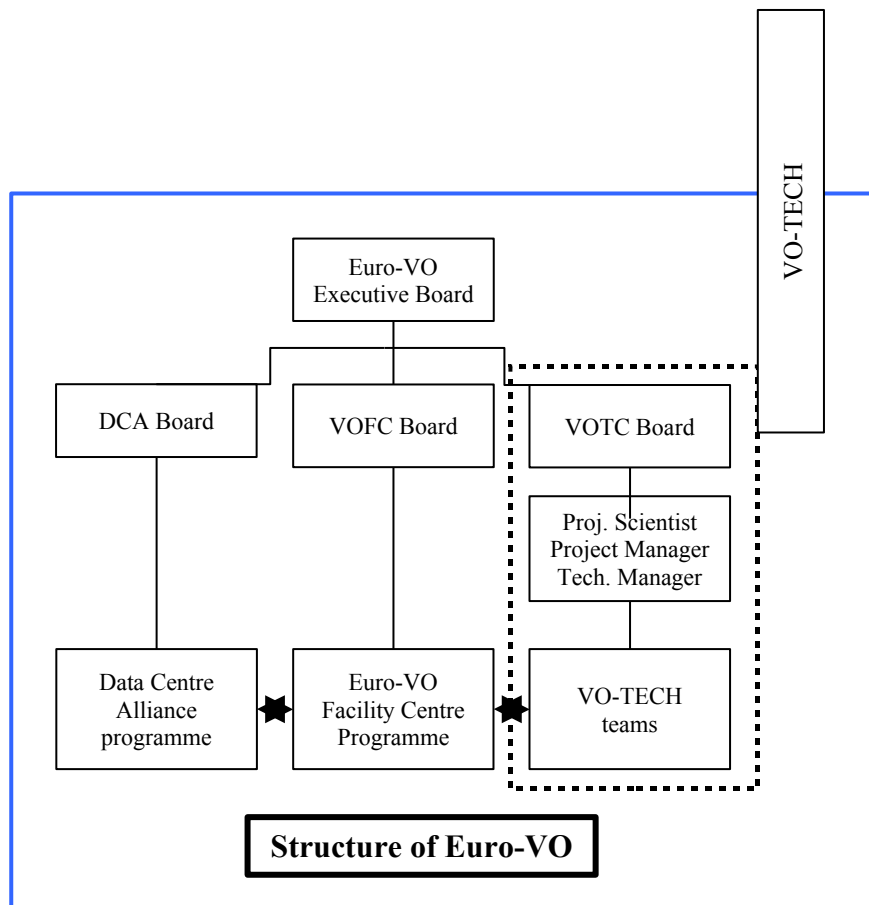 VO-TECH
Euro-VO
Executive Board
DCA Board
VOFC Board
VOTC Board
Proj. Scientist
Project Manager
Tech. Manager
Data Centre
Alliance
programme
Euro-VO
Facility Centre
Programme
VO-TECH
teams
Structure of Euro-VO